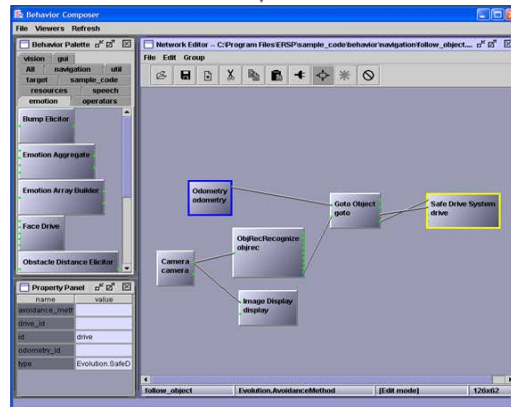 Behavior Composer
File Viewers Refresh
Behavior Palette
vision gui
All navigation util
target sample_code
resources speech
emotion operators
Bump Elicitor
Emotion Aggregate
Emotion Array Builder
Face Drive
Obstacle Distance Elicitor
Property Panel
name value
avoidance_meth
drive_id
id drive
odometry_id
type Evolution.SafeD
Network Editor -- C:\Program Files\ERSP\sample_code\behavior\navigation\follow_object....
File Edit Group
Odometry
odometry
Goto Object
goto
Safe Drive System
drive
ObjRecRecognize
objrec
Camera
camera
Image Display
display
follow_object Evolution.AvoidanceMethod [Edit mode] 126x62